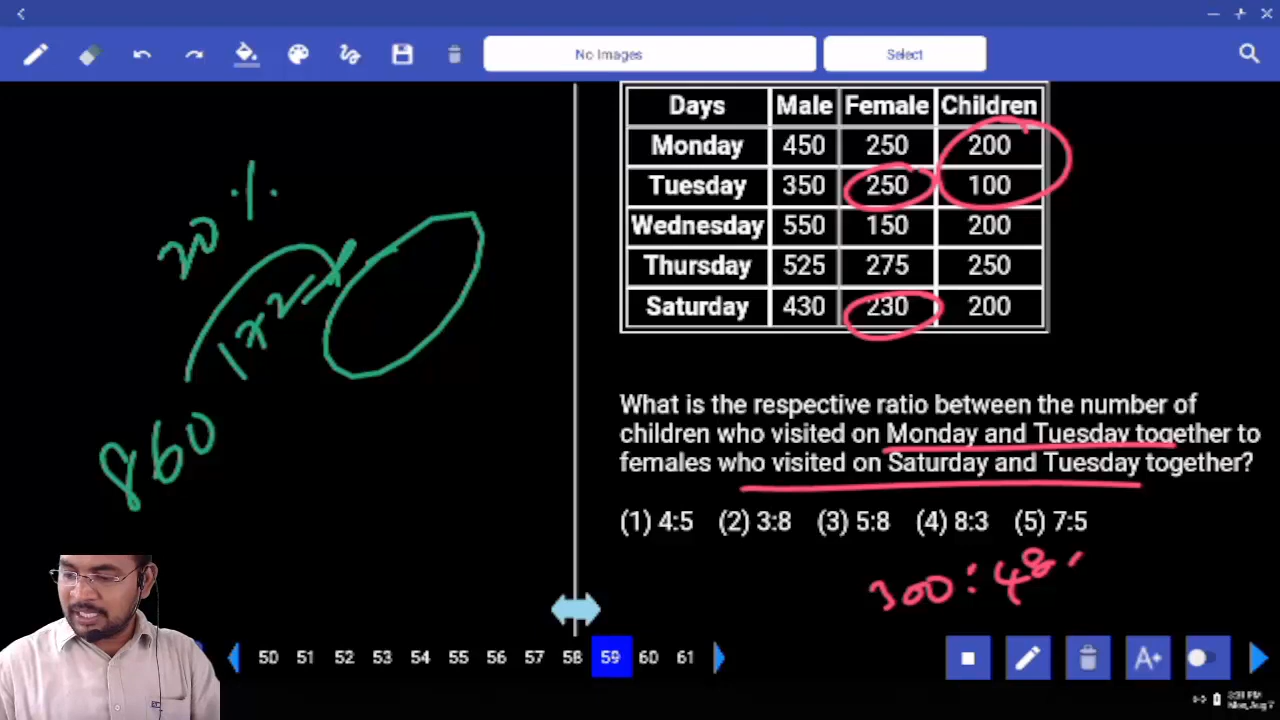 No Images Select
Days Male Female Children
Monday 450 250 200
Tuesday 350 250 100
Wednesday 550 150 200
Thursday 525 275 250
Saturday 430 230 200
20%
860
What is the respective ratio between the number of
children who visited on Monday and Tuesday together to
females who visited on Saturday and Tuesday together?
(1) 4:5 (2) 3:8 (3) 5:8 (4) 8:3 (5) 7:5
300:48
50 51 52 53 54 55 56 57 58 59 60 61
A+
Mon, Aug 7